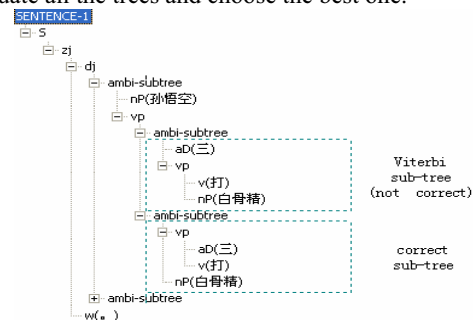 uate all the trees and choose the best one.
SENTENCE-1
S
zj
dj
ambi-subtree
nP(孙悟空)
vp
ambi-subtree
aD(三)
vp
v(打)
nP(白骨精)
Viterbi
sub-tree
(not correct)
ambi-subtree
vp
aD(三)
v(打)
nP(白骨精)
correct
sub-tree
ambi-subtree
w(。)